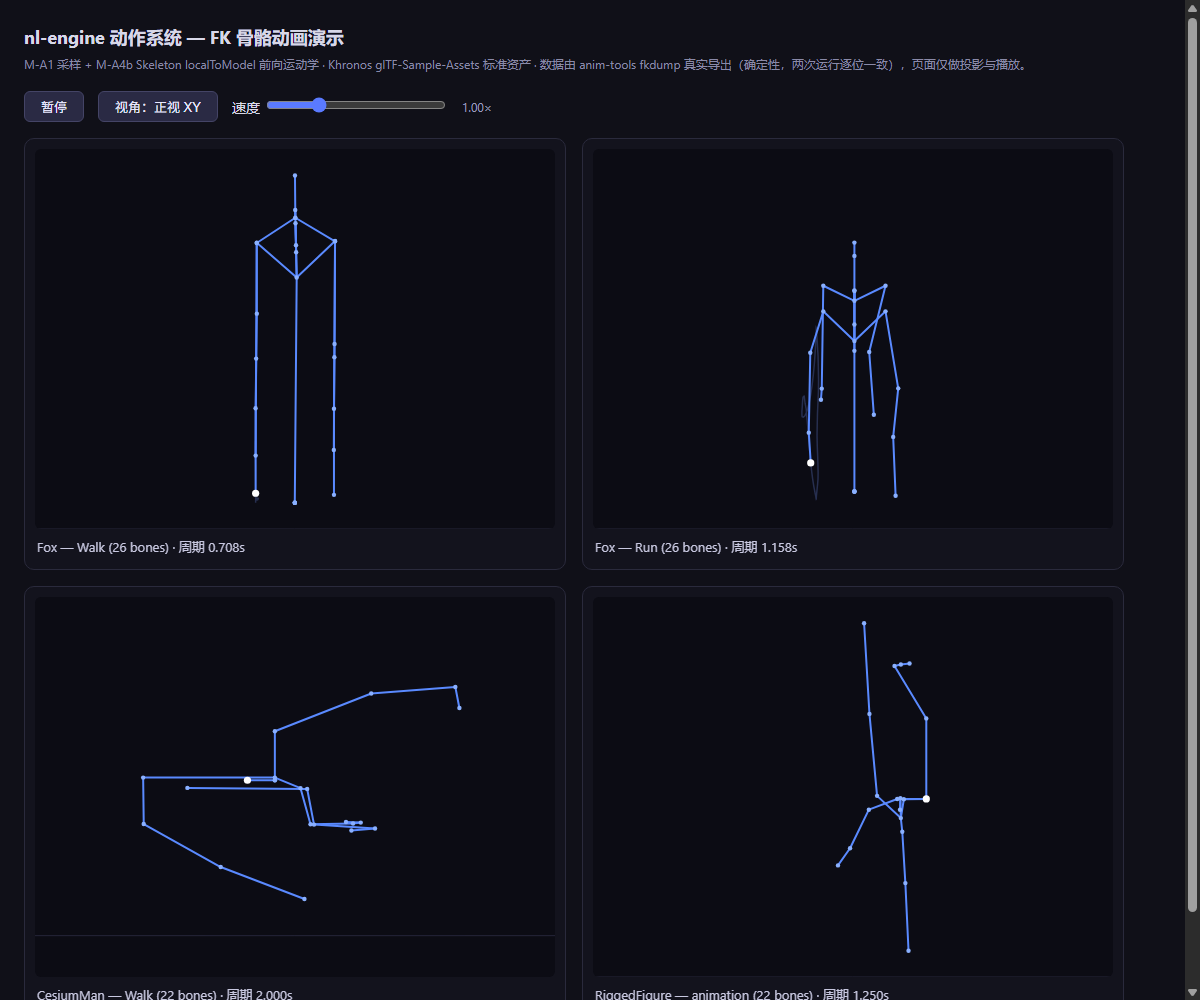 nl-engine 动作系统 — FK 骨骼动画演示
M-A1 采样 + M-A4b Skeleton localToModel 前向运动学 · Khronos glTF-Sample-Assets 标准资产 · 数据由 anim-tools fkdump 真实导出（确定性，两次运行逐位一致），页面仅做投影与播放。
暂停 视角：正视 XY 速度 1.00×
Fox — Walk (26 bones) · 周期 0.708s
Fox — Run (26 bones) · 周期 1.158s
CesiumMan — Walk (22 bones) · 周期 2.000s
RiggedFigure — animation (22 bones) · 周期 1.250s